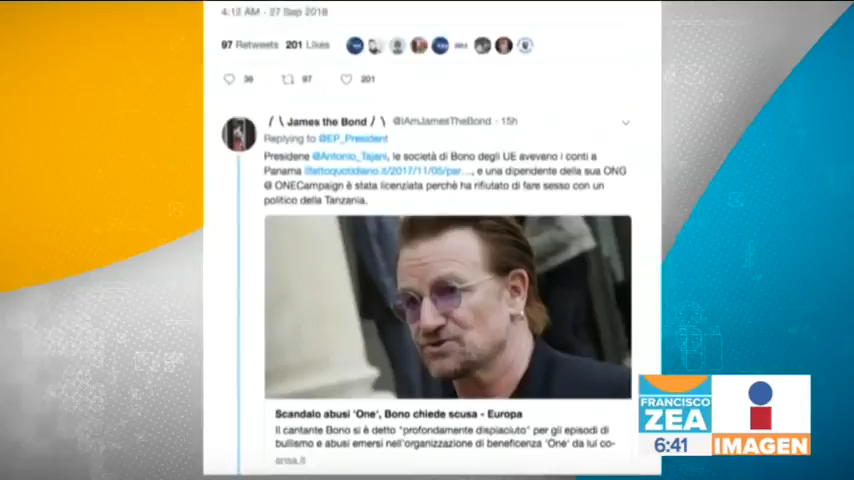 4:12 AM - 27 Sep 2018
97 Retweets 201 Likes
36 97 201
/ \ James the Bond / \ @IAmJamesTheBond · 15h
Replying to @EP_President
Presidene @Antonio_Tajani, le società di Bono degli UE avevano i conti a
Panama ilfattoquotidiano.it/2017/11/05/par…, e una dipendente della sua ONG
@ ONECampaign è stata licenziata perchè ha rifiutato di fare sesso con un
politico della Tanzania.
Scandalo abusi 'One', Bono chiede scusa - Europa
Il cantante Bono si è detto "profondamente dispiaciuto" per gli episodi di
bullismo e abusi emersi nell'organizzazione di beneficenza 'One' da lui co-
ansa.it
FRANCISCO
ZEA
6:41
IMAGEN